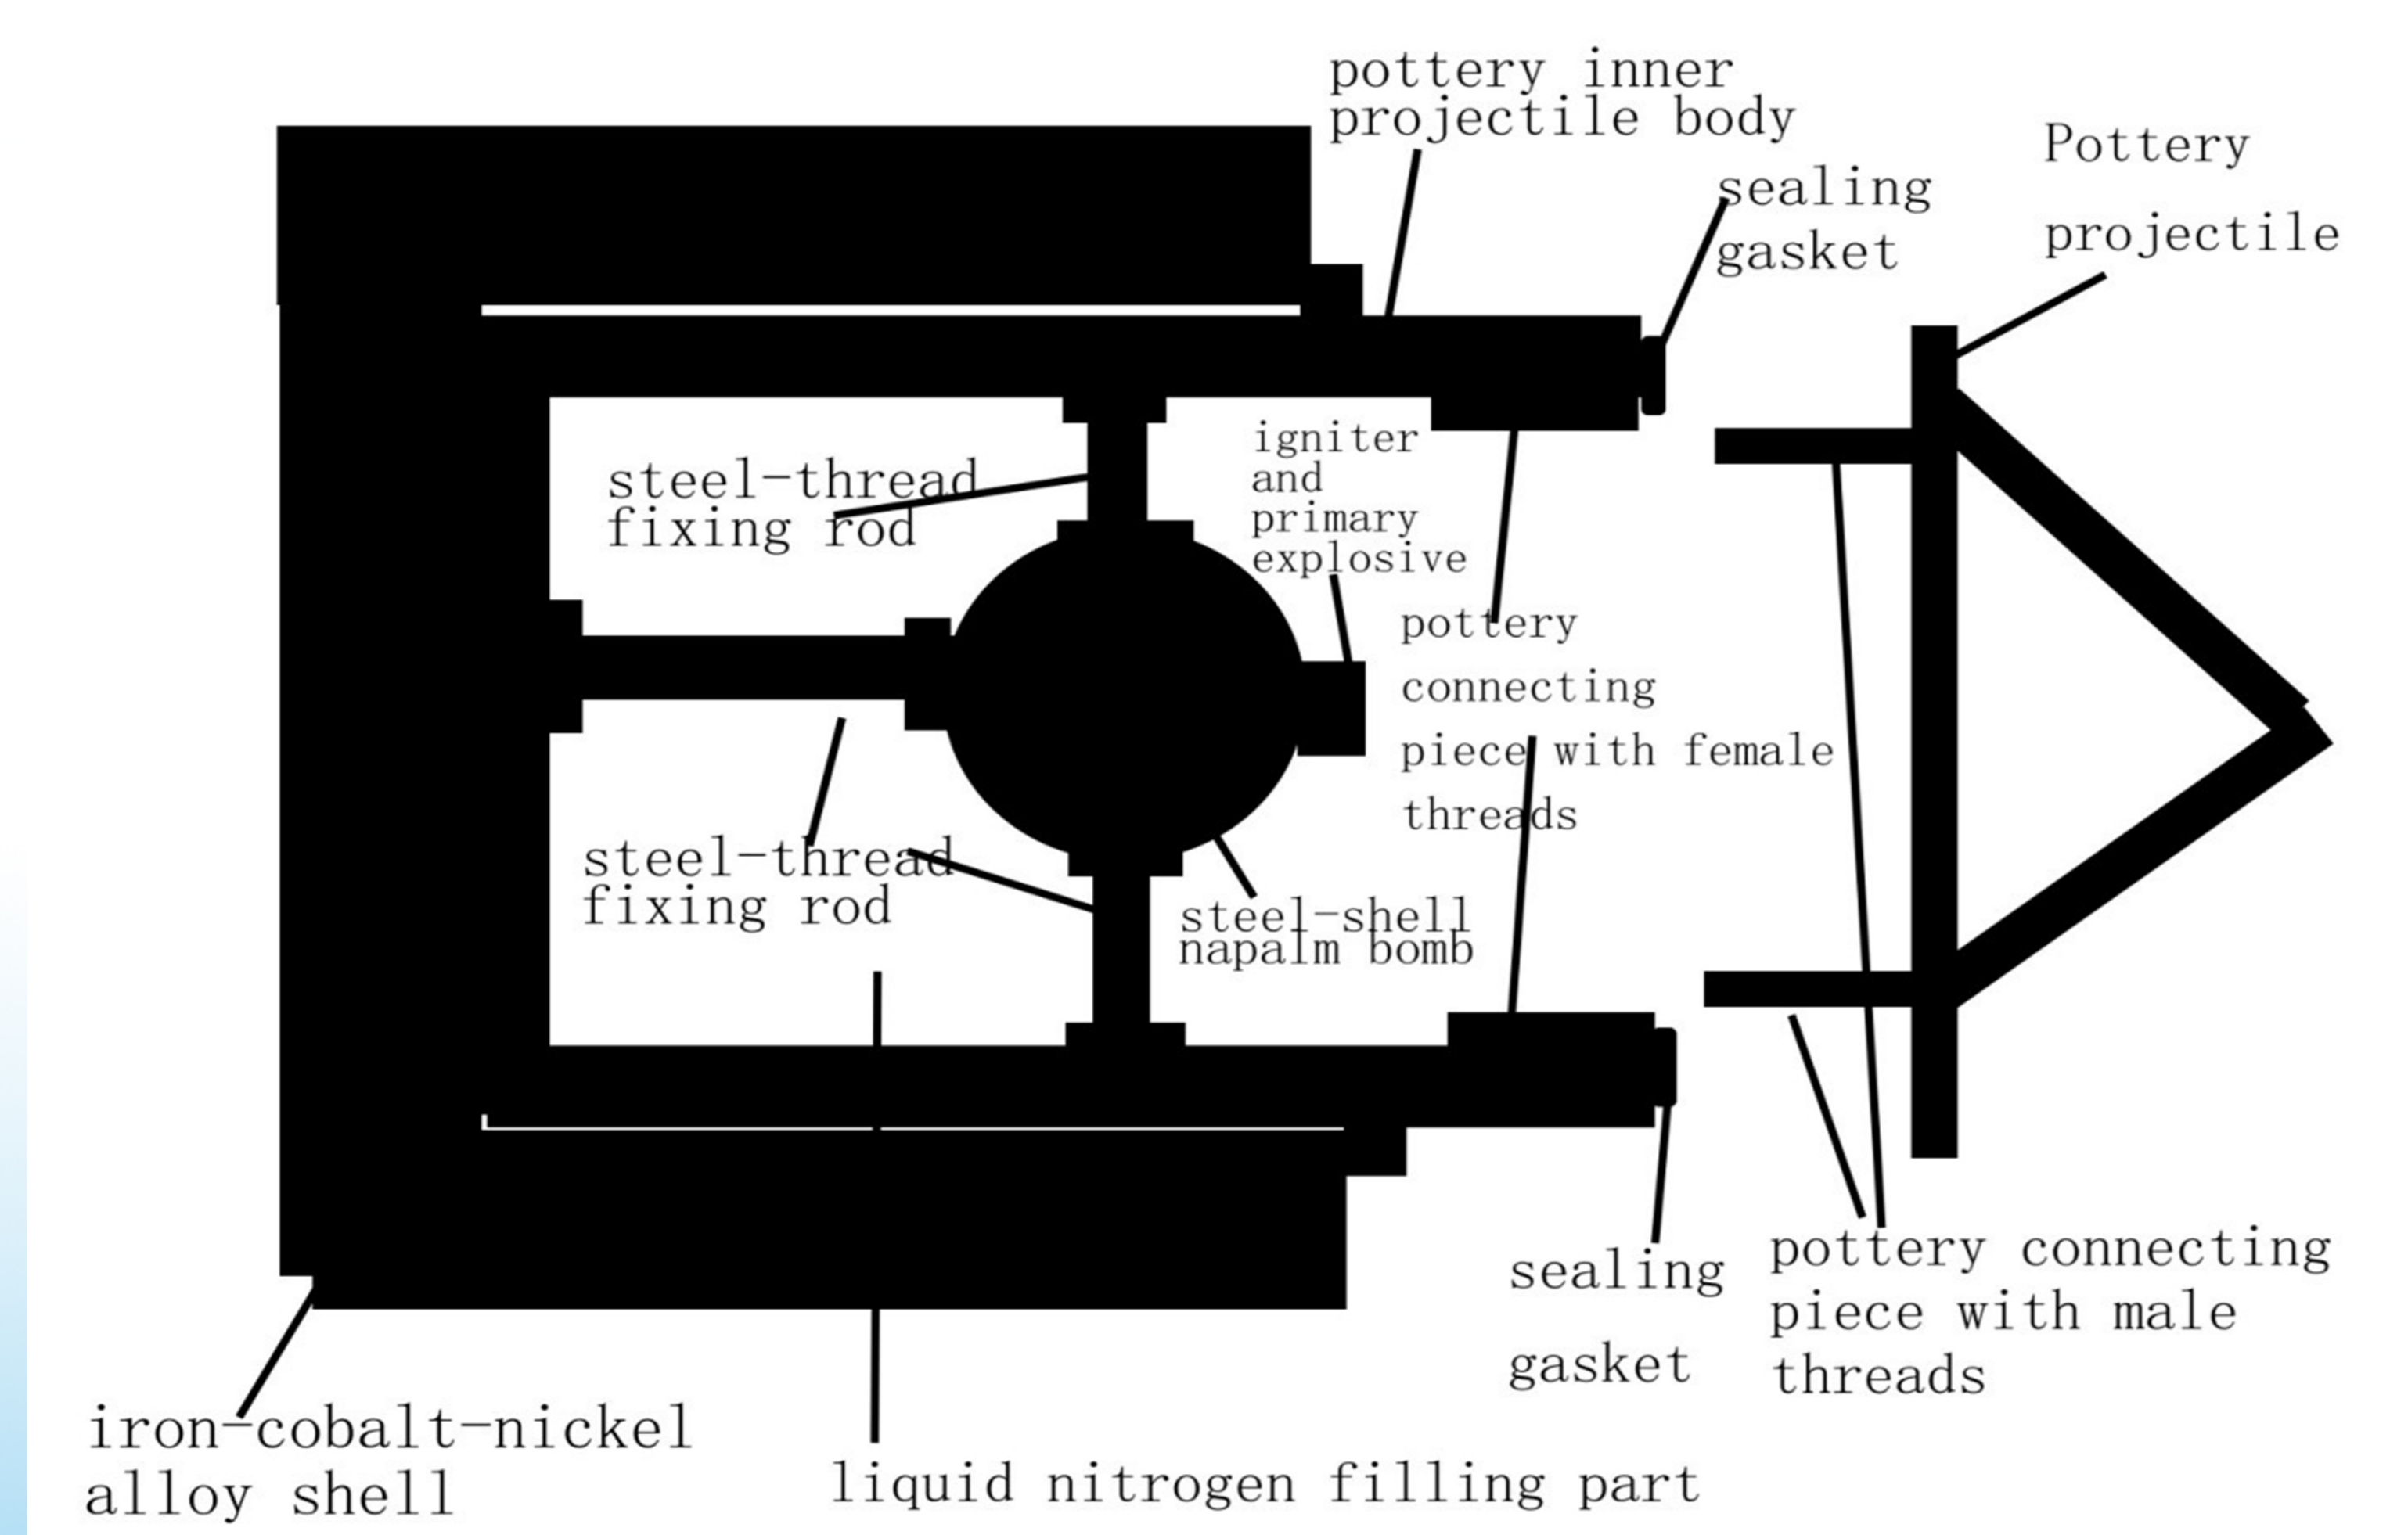 pottery inner
projectile body
sealing
gasket
Pottery
projectile
igniter
and
primary
explosive
steel-thread
fixing rod
pottery
connecting
piece with female
threads
steel-thread
fixing rod
steel-shell
napalm bomb
sealing
gasket
pottery connecting
piece with male
threads
iron-cobalt-nickel
alloy shell
liquid nitrogen filling part